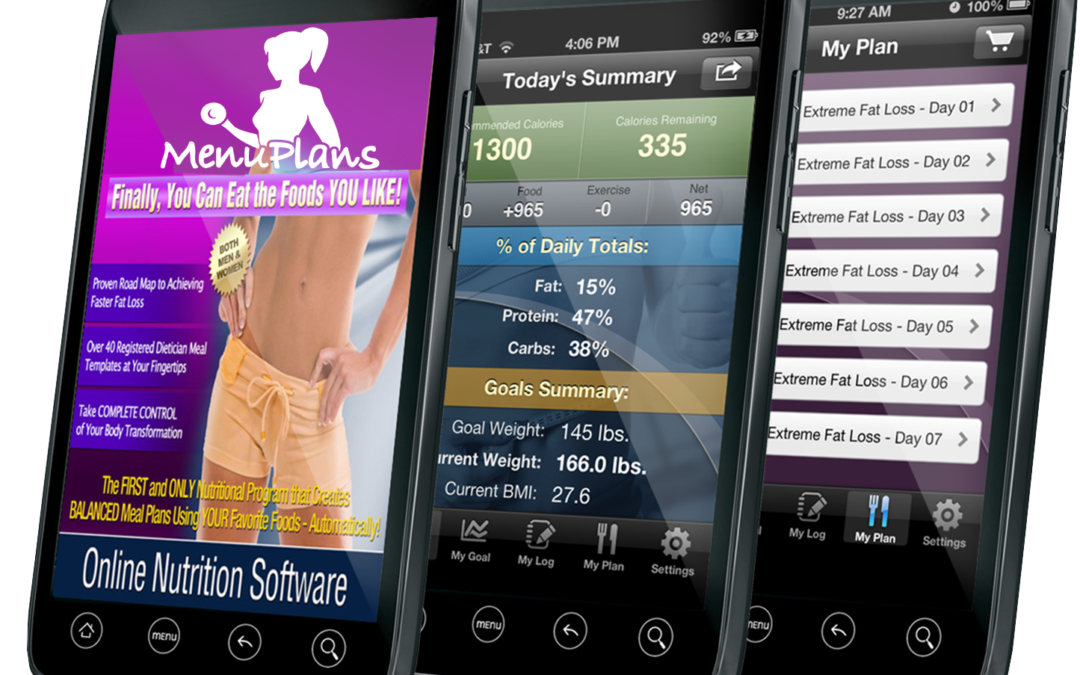 MenuPlans
Finally, You Can Eat the Foods YOU LIKE!
BOTH
MEN &
WOMEN
Proven Road Map to Achieving
Faster Fat Loss
Over 40 Registered Dietician Meal
Templates at Your Fingertips
Take COMPLETE CONTROL
of Your Body Transformation
The FIRST and ONLY Nutritional Program that Creates
BALANCED Meal Plans Using YOUR Favorite Foods - Automatically!
Online Nutrition Software
MENU
4:06 PM 92%
Today's Summary
Calories Calories Remaining
1300 335
Food Exercise Net
0 +965 -0 965
% of Daily Totals:
Fat: 15%
Protein: 47%
Carbs: 38%
Goals Summary:
Goal Weight: 145 lbs.
Weight: 166.0 lbs.
Current BMI: 27.6
My Goal My Log My Plan Settings
MENU
9:27 AM 100%
My Plan
Extreme Fat Loss - Day 01
Extreme Fat Loss - Day 02
Extreme Fat Loss - Day 03
Extreme Fat Loss - Day 04
Extreme Fat Loss - Day 05
Extreme Fat Loss - Day 06
Extreme Fat Loss - Day 07
My Log My Plan Settings